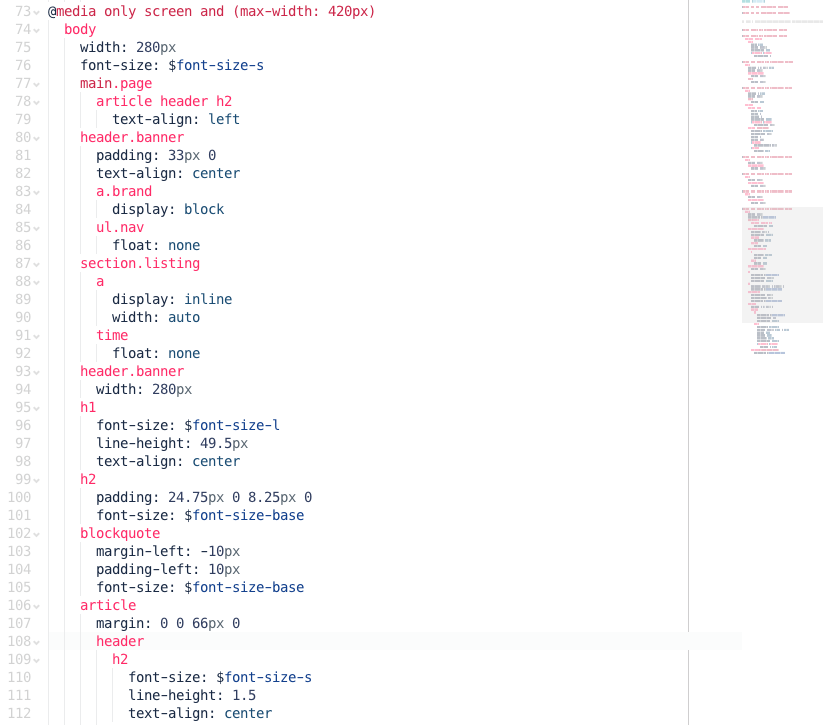 73 @media only screen and (max-width: 420px)
74 body
75 width: 280px
76 font-size: $font-size-s
77 main.page
78 article header h2
79 text-align: left
80 header.banner
81 padding: 33px 0
82 text-align: center
83 a.brand
84 display: block
85 ul.nav
86 float: none
87 section.listing
88 a
89 display: inline
90 width: auto
91 time
92 float: none
93 header.banner
94 width: 280px
95 h1
96 font-size: $font-size-l
97 line-height: 49.5px
98 text-align: center
99 h2
100 padding: 24.75px 0 8.25px 0
101 font-size: $font-size-base
102 blockquote
103 margin-left: -10px
104 padding-left: 10px
105 font-size: $font-size-base
106 article
107 margin: 0 0 66px 0
108 header
109 h2
110 font-size: $font-size-s
111 line-height: 1.5
112 text-align: center